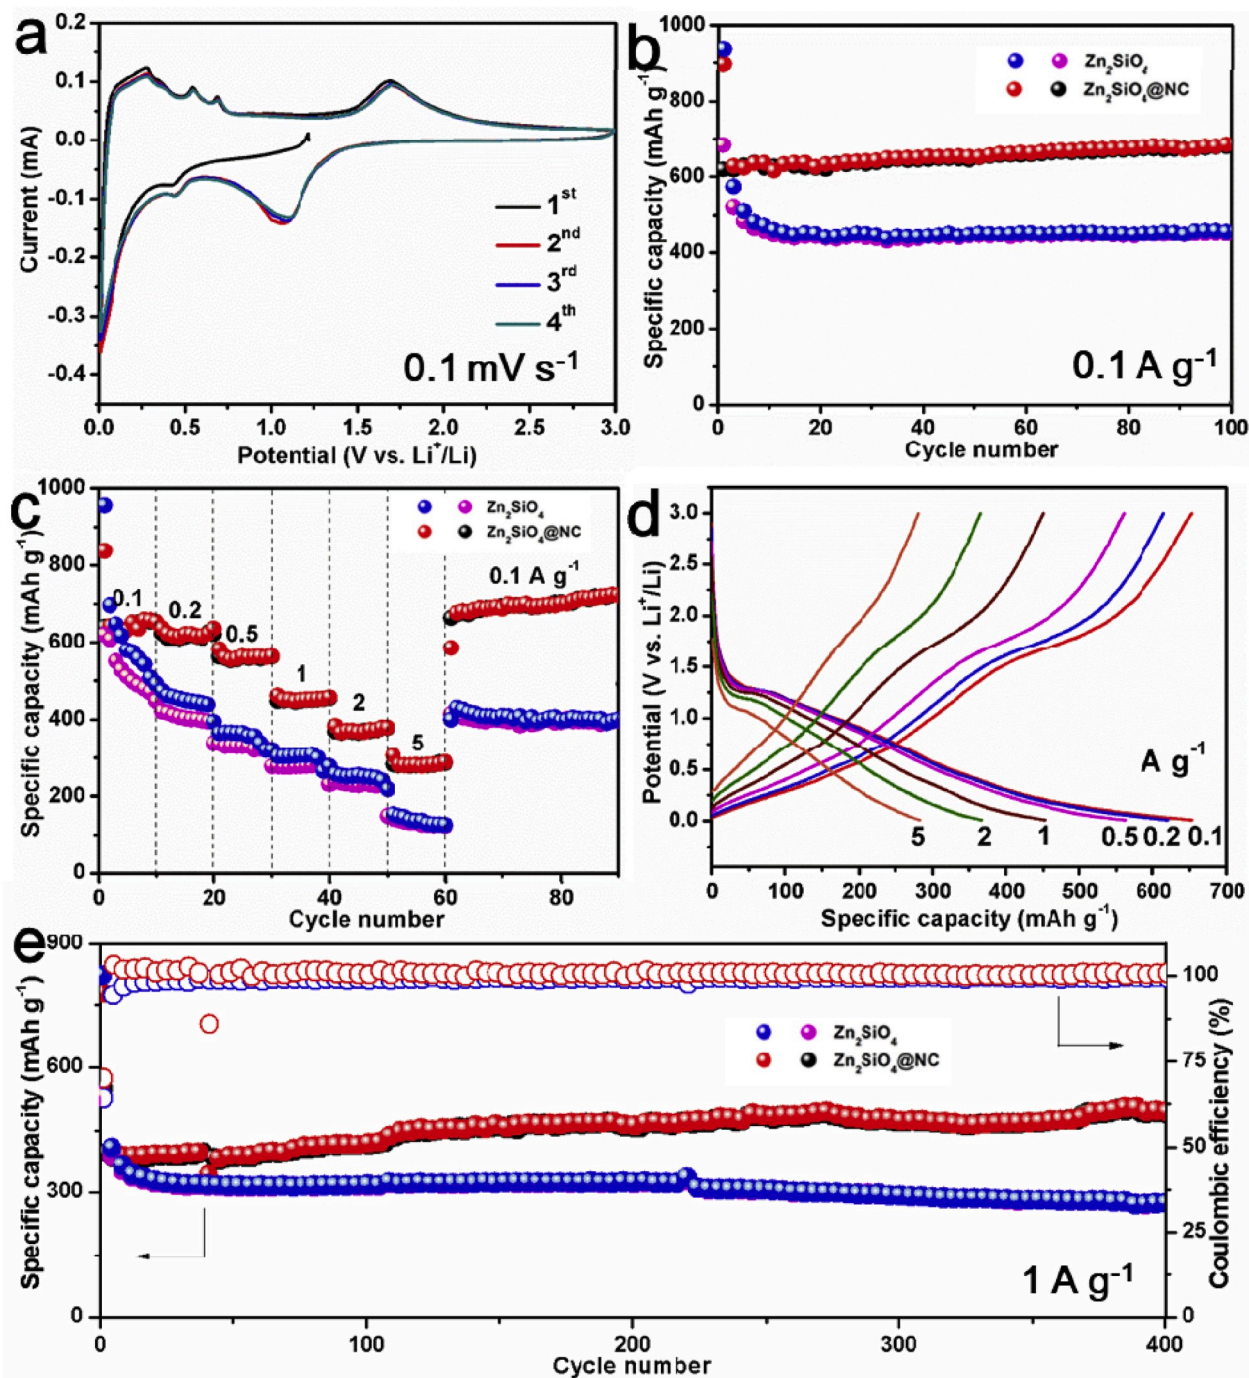 a
0.2
0.1
0.0
-0.1
-0.2
-0.3
-0.4
Current (mA)
1st
2nd
3rd
4th
0.1 mV s-1
0.0 0.5 1.0 1.5 2.0 2.5 3.0
Potential (V vs. Li+/Li)
b
1000
800
600
400
200
0
Specific capacity (mAh g-1)
Zn2SiO4
Zn2SiO4@NC
0.1 A g-1
0 20 40 60 80 100
Cycle number
c
1000
800
600
400
200
0
Specific capacity (mAh g-1)
Zn2SiO4
Zn2SiO4@NC
0.1
0.2
0.5
1
2
5
0.1 A g-1
0 20 40 60 80
Cycle number
d
3.0
2.5
2.0
1.5
1.0
0.5
0.0
Potential (V vs. Li+/Li)
A g-1
5 2 1 0.5 0.2 0.1
0 100 200 300 400 500 600 700
Specific capacity (mAh g-1)
e
900
600
300
0
Specific capacity (mAh g-1)
Zn2SiO4
Zn2SiO4@NC
1 A g-1
100
75
50
25
0
Coulombic efficiency (%)
0 100 200 300 400
Cycle number